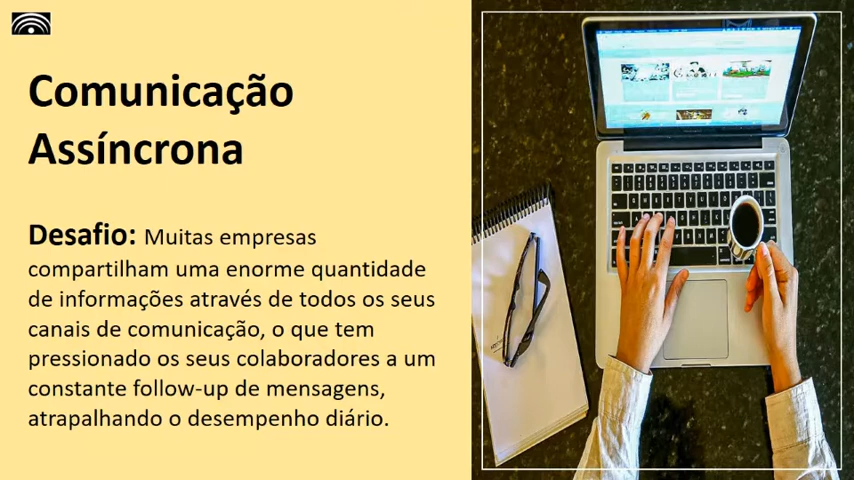 Comunicação
Assíncrona
Desafio: Muitas empresas
compartilham uma enorme quantidade
de informações através de todos os seus
canais de comunicação, o que tem
pressionado os seus colaboradores a um
constante follow-up de mensagens,
atrapalhando o desempenho diário.